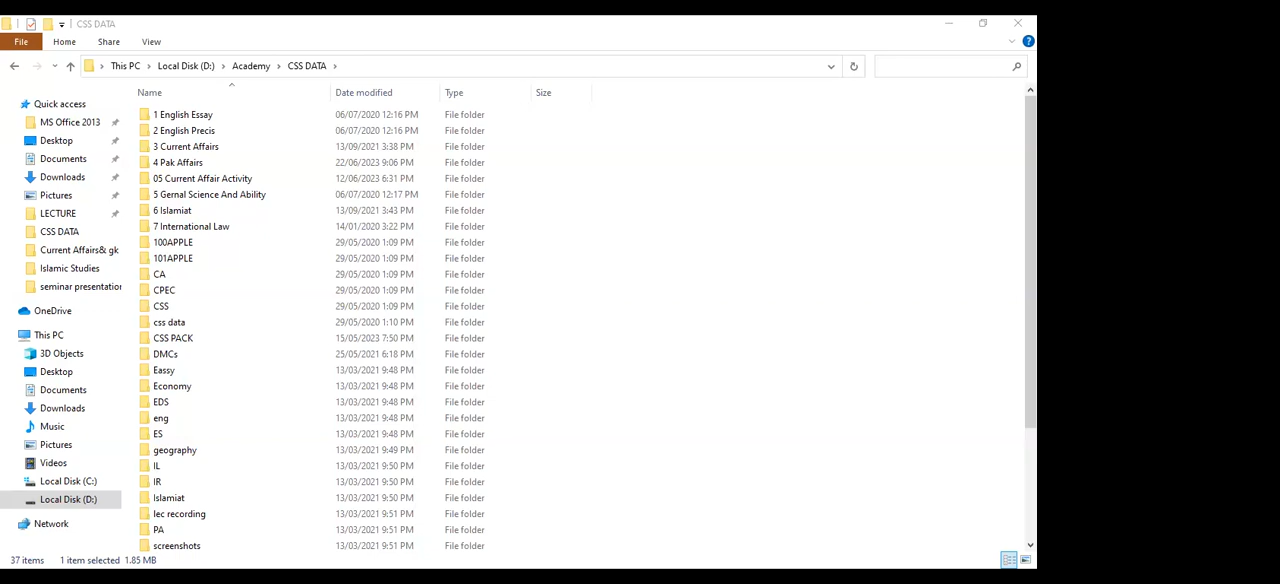 CSS DATA
File Home Share View
This PC Local Disk (D:) Academy CSS DATA
Name Date modified Type Size
Quick access
MS Office 2013
Desktop
Documents
Downloads
Pictures
LECTURE
CSS DATA
Current Affairs& gk
Islamic Studies
seminar presentation
OneDrive
This PC
3D Objects
Desktop
Documents
Downloads
Music
Pictures
Videos
Local Disk (C:)
Local Disk (D:)
Network
1 English Essay 06/07/2020 12:16 PM File folder
2 English Precis 06/07/2020 12:16 PM File folder
3 Current Affairs 13/09/2021 3:38 PM File folder
4 Pak Affairs 22/06/2023 9:06 PM File folder
05 Current Affair Activity 12/06/2023 6:31 PM File folder
5 Gernal Science And Ability 06/07/2020 12:17 PM File folder
6 Islamiat 13/09/2021 3:43 PM File folder
7 International Law 14/01/2020 3:22 PM File folder
100APPLE 29/05/2020 1:09 PM File folder
101APPLE 29/05/2020 1:09 PM File folder
CA 29/05/2020 1:09 PM File folder
CPEC 29/05/2020 1:09 PM File folder
CSS 29/05/2020 1:09 PM File folder
css data 29/05/2020 1:10 PM File folder
CSS PACK 15/05/2023 7:50 PM File folder
DMCs 25/05/2021 6:18 PM File folder
Eassy 13/03/2021 9:48 PM File folder
Economy 13/03/2021 9:48 PM File folder
EDS 13/03/2021 9:48 PM File folder
eng 13/03/2021 9:48 PM File folder
ES 13/03/2021 9:48 PM File folder
geography 13/03/2021 9:49 PM File folder
IL 13/03/2021 9:50 PM File folder
IR 13/03/2021 9:50 PM File folder
Islamiat 13/03/2021 9:50 PM File folder
lec recording 13/03/2021 9:51 PM File folder
PA 13/03/2021 9:51 PM File folder
screenshots 13/03/2021 9:51 PM File folder
37 items 1 item selected 1.85 MB